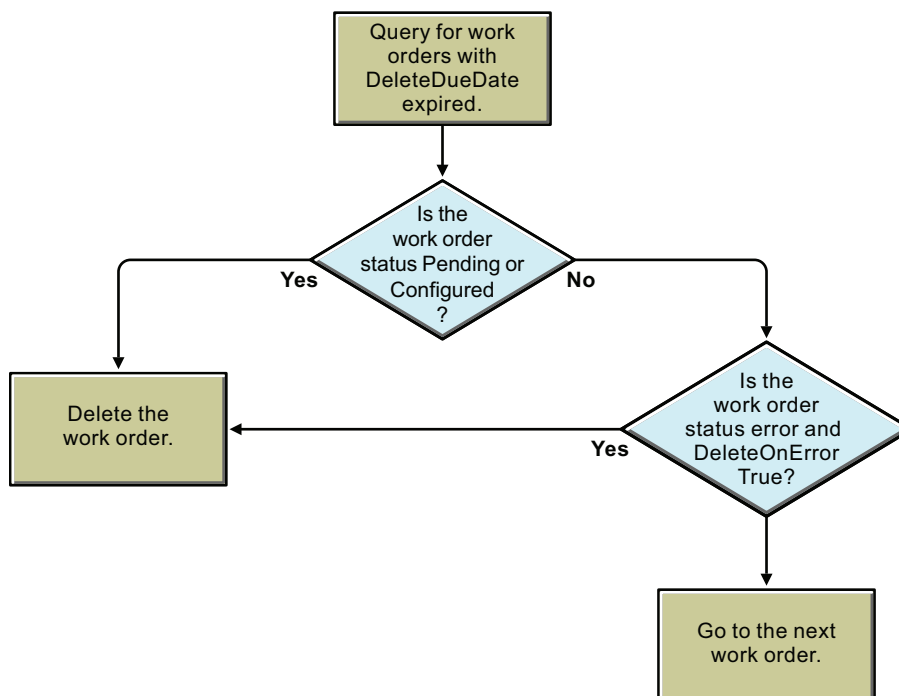 Query for work
orders with
DeleteDueDate
expired.
Is the
work order
status Pending or
Configured
?
Yes
No
Delete the
work order.
Is the
work order
status error and
DeleteOnError
True?
Yes
Go to the next
work order.